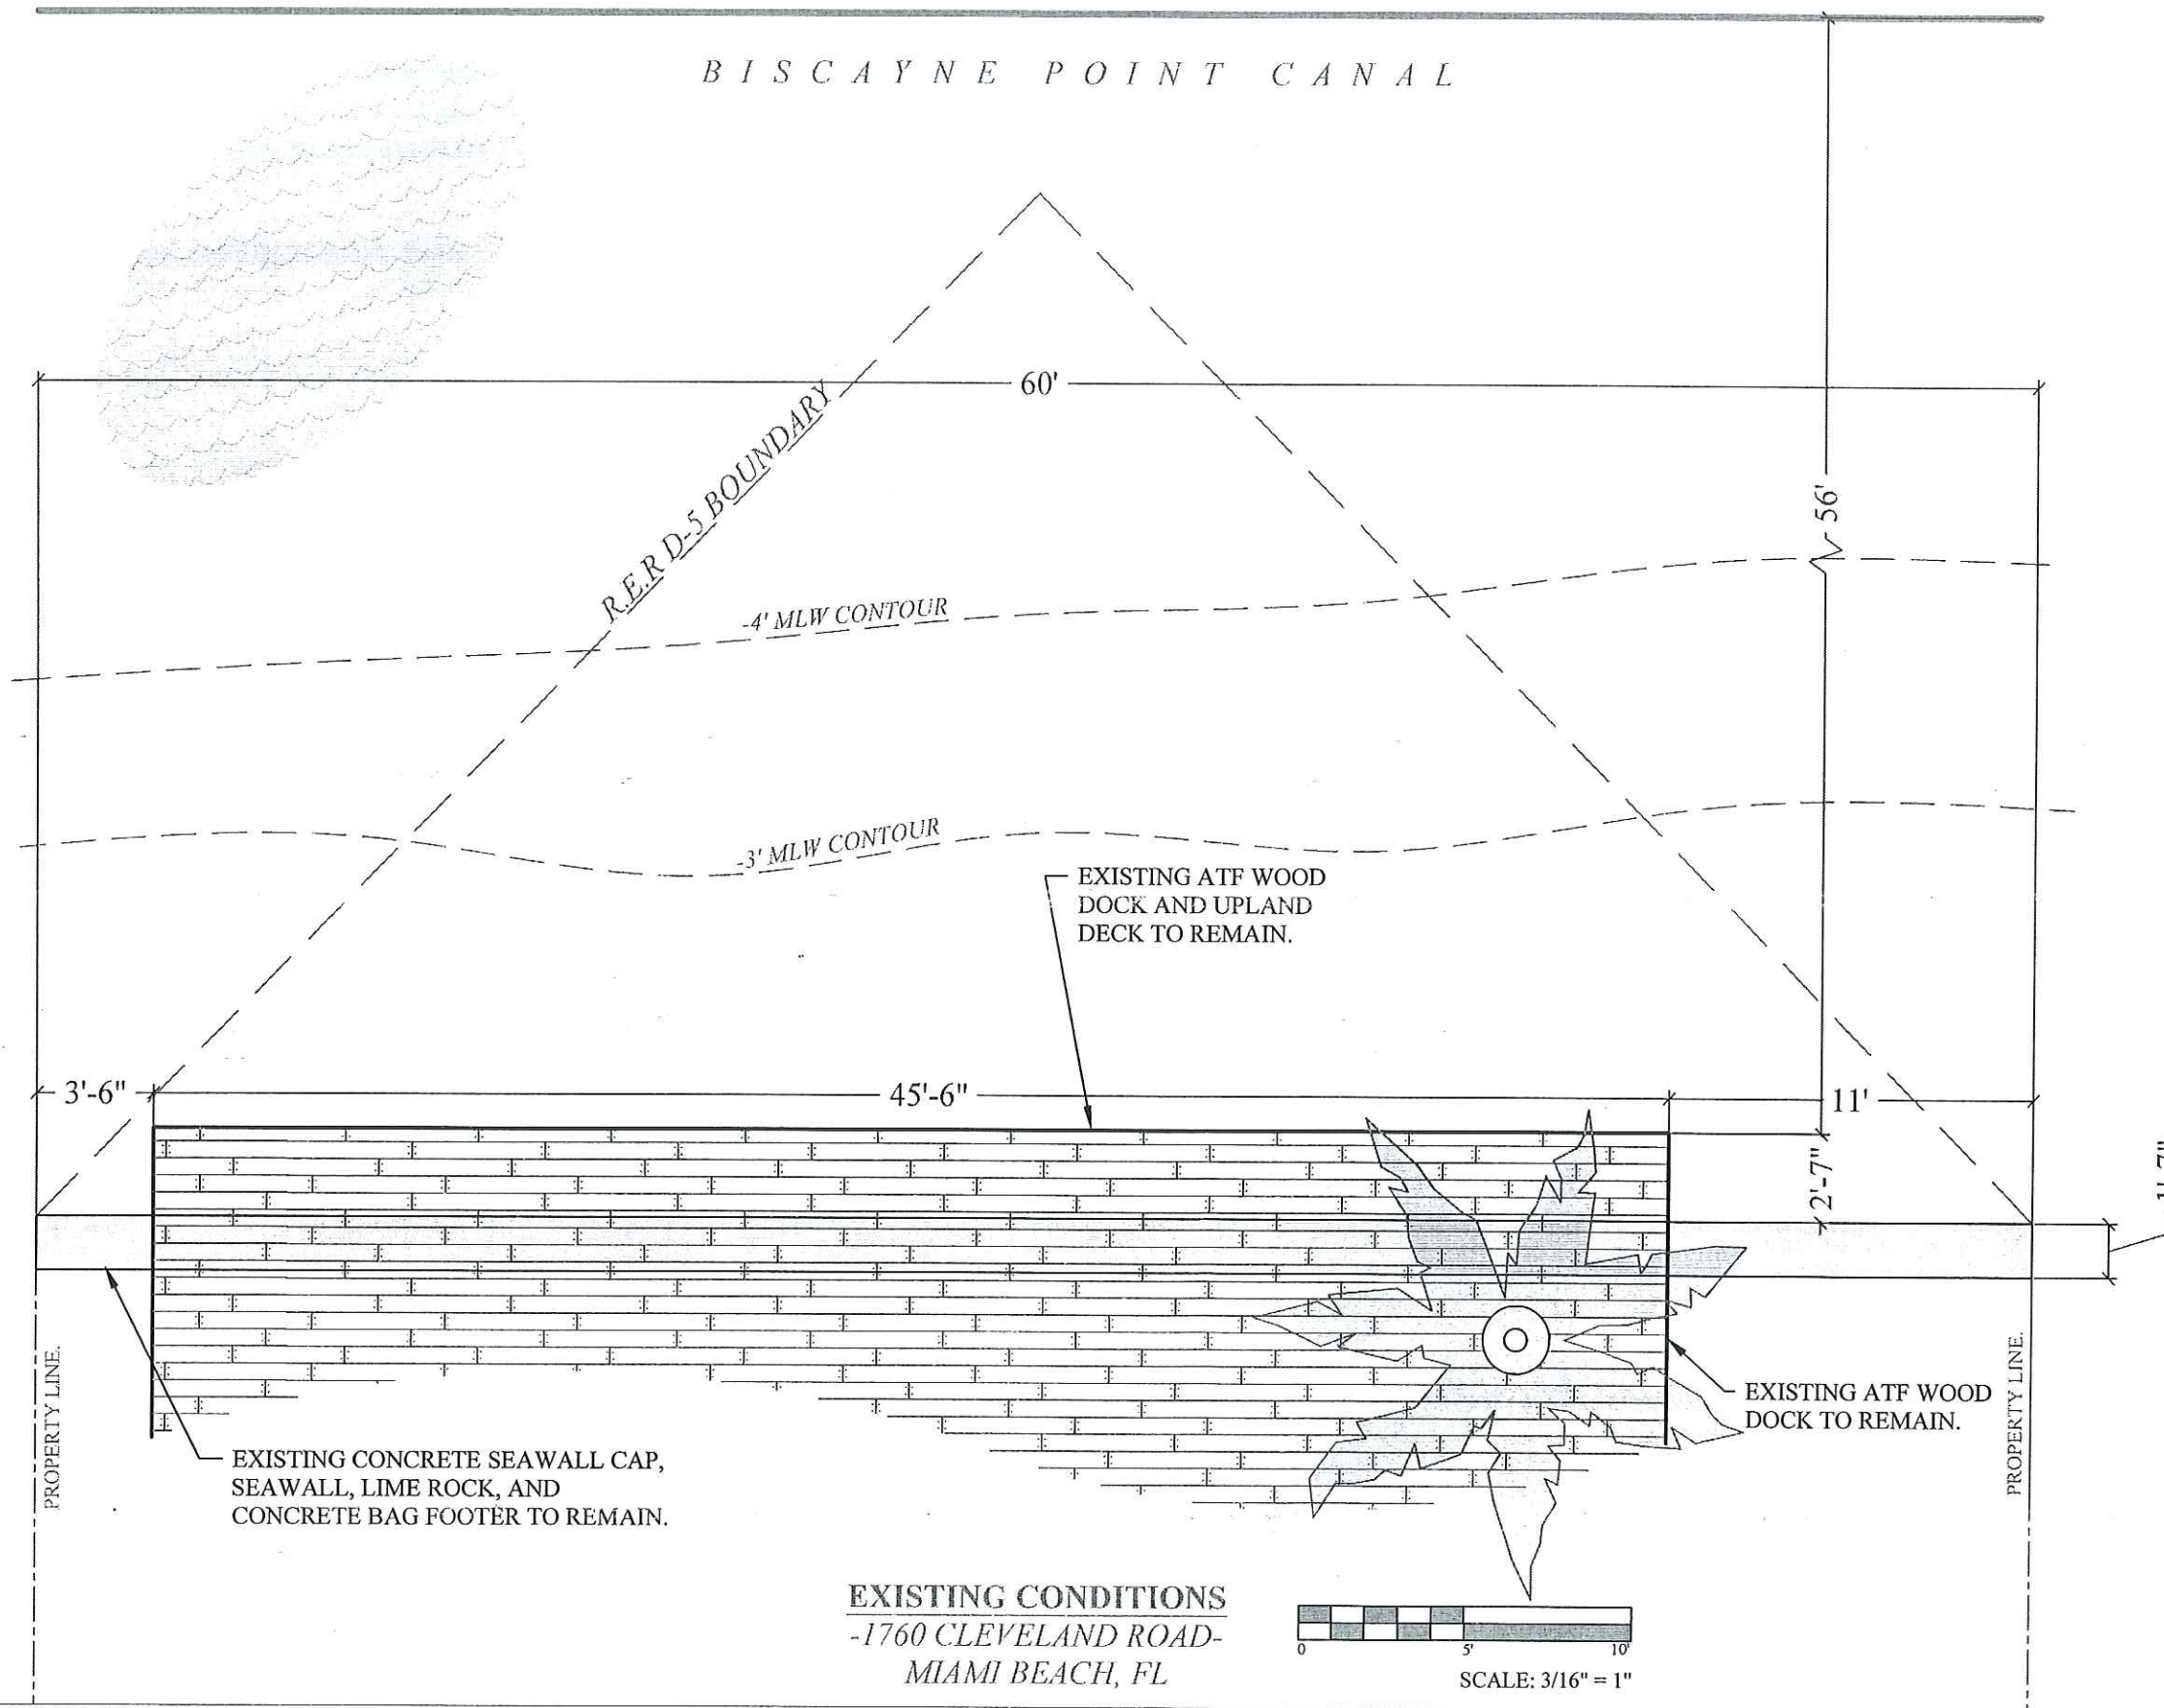 BISCAYNE POINT CANAL
60'
56'
R.E.R D-5 BOUNDARY
-4' MLW CONTOUR
-3' MLW CONTOUR
EXISTING ATF WOOD
DOCK AND UPLAND
DECK TO REMAIN.
3'-6"
45'-6"
11'
2'-7"
1'-7"
PROPERTY LINE.
PROPERTY LINE.
EXISTING ATF WOOD
DOCK TO REMAIN.
EXISTING CONCRETE SEAWALL CAP,
SEAWALL, LIME ROCK, AND
CONCRETE BAG FOOTER TO REMAIN.
EXISTING CONDITIONS
-1760 CLEVELAND ROAD-
MIAMI BEACH, FL
0 5' 10'
SCALE: 3/16" = 1"